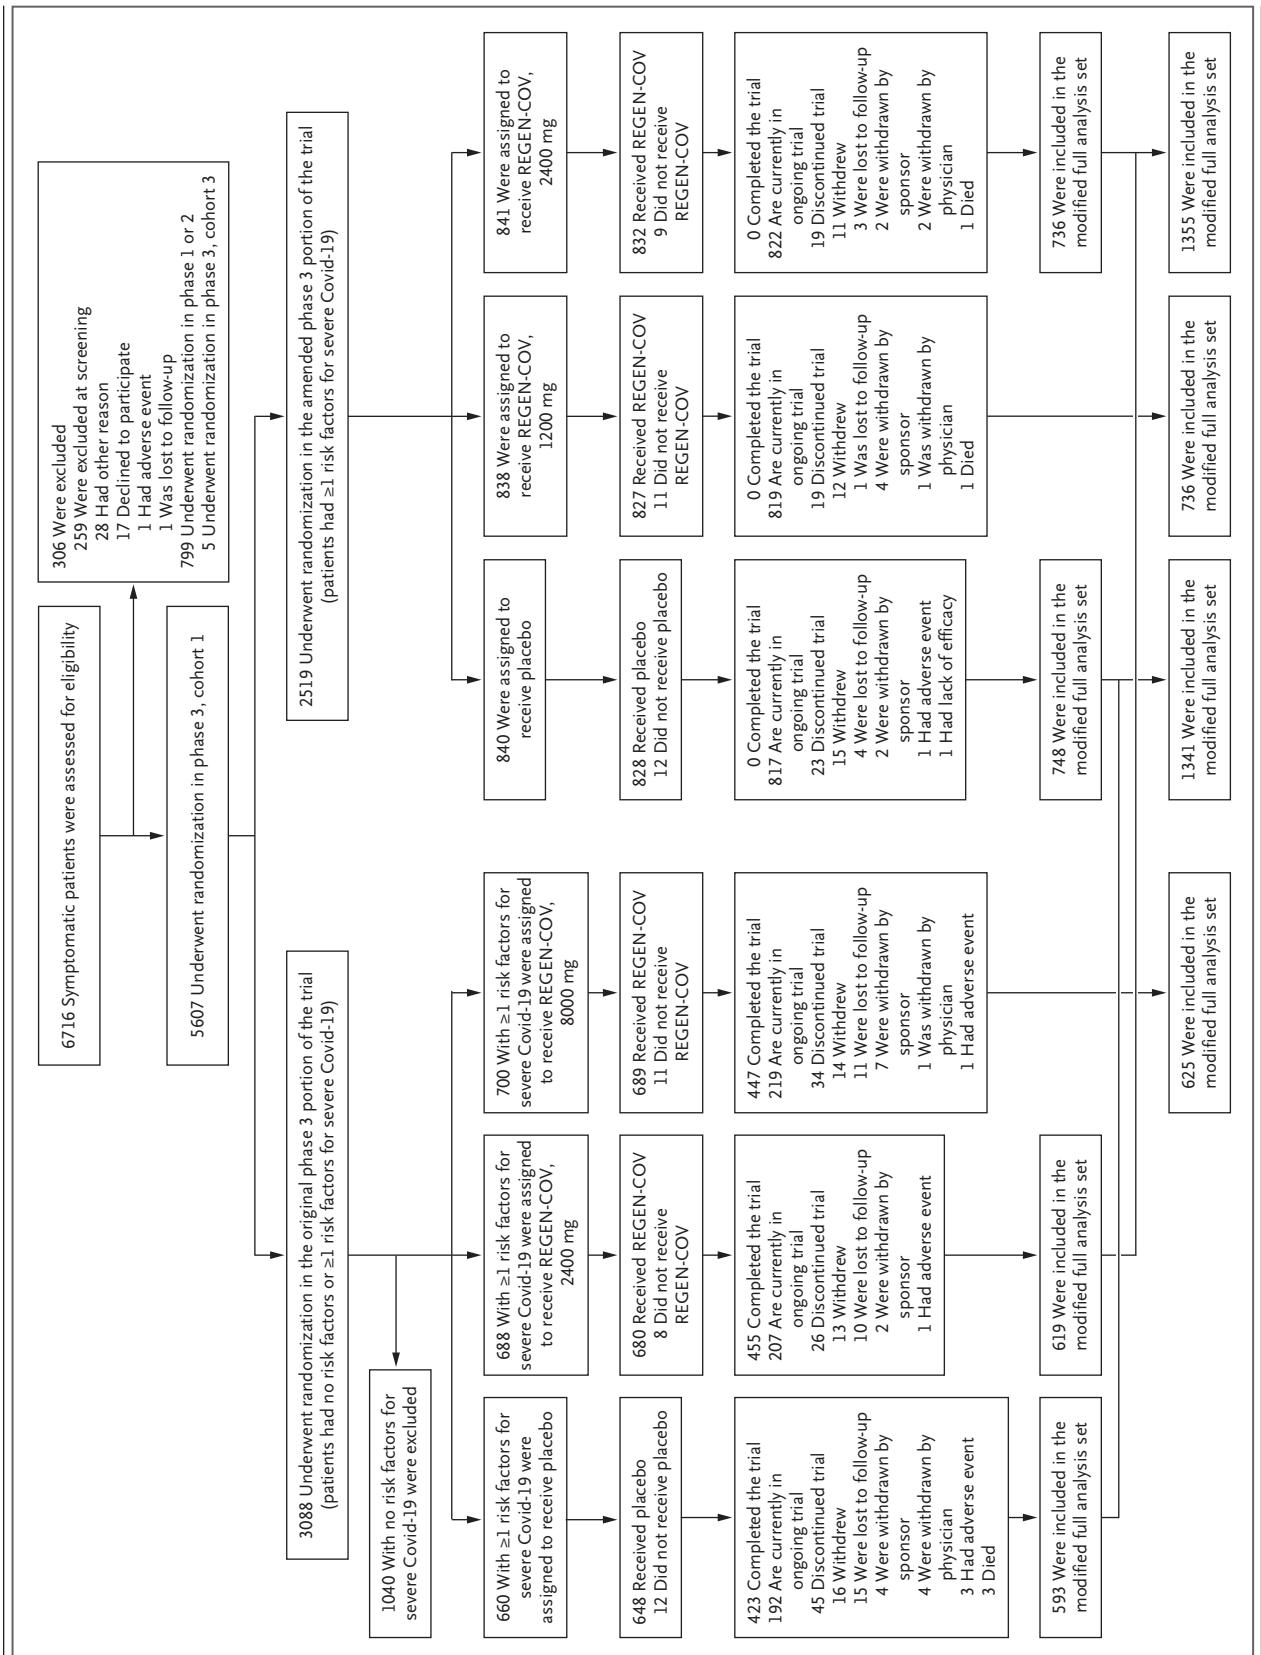 6716 Symptomatic patients were assessed for eligibility
306 Were excluded
259 Were excluded at screening
28 Had other reason
17 Declined to participate
1 Had adverse event
1 Was lost to follow-up
799 Underwent randomization in phase 1 or 2
5 Underwent randomization in phase 3, cohort 3
5607 Underwent randomization in phase 3, cohort 1
3088 Underwent randomization in the original phase 3 portion of the trial
(patients had no risk factors or ≥1 risk factors for severe Covid-19)
2519 Underwent randomization in the amended phase 3 portion of the trial
(patients had ≥1 risk factors for severe Covid-19)
1040 With no risk factors for
severe Covid-19 were excluded
660 With ≥1 risk factors for
severe Covid-19 were
assigned to receive placebo
688 With ≥1 risk factors for
severe Covid-19 were assigned
to receive REGEN-COV,
2400 mg
700 With ≥1 risk factors for
severe Covid-19 were assigned
to receive REGEN-COV,
8000 mg
840 Were assigned to
receive placebo
838 Were assigned to
receive REGEN-COV,
1200 mg
841 Were assigned to
receive REGEN-COV,
2400 mg
648 Received placebo
12 Did not receive placebo
680 Received REGEN-COV
8 Did not receive
REGEN-COV
689 Received REGEN-COV
11 Did not receive
REGEN-COV
828 Received placebo
12 Did not receive placebo
827 Received REGEN-COV
11 Did not receive
REGEN-COV
832 Received REGEN-COV
9 Did not receive
REGEN-COV
423 Completed the trial
192 Are currently in
ongoing trial
45 Discontinued trial
16 Withdrew
15 Were lost to follow-up
4 Were withdrawn by
sponsor
4 Were withdrawn by
physician
3 Had adverse event
3 Died
455 Completed the trial
207 Are currently in
ongoing trial
26 Discontinued trial
13 Withdrew
10 Were lost to follow-up
2 Were withdrawn by
sponsor
1 Had adverse event
447 Completed the trial
219 Are currently in
ongoing trial
34 Discontinued trial
14 Withdrew
11 Were lost to follow-up
7 Were withdrawn by
sponsor
1 Was withdrawn by
physician
1 Had adverse event
0 Completed the trial
817 Are currently in
ongoing trial
23 Discontinued trial
15 Withdrew
4 Were lost to follow-up
2 Were withdrawn by
sponsor
1 Had adverse event
1 Had lack of efficacy
0 Completed the trial
819 Are currently in
ongoing trial
19 Discontinued trial
12 Withdrew
1 Was lost to follow-up
4 Were withdrawn by
sponsor
1 Was withdrawn by
physician
1 Died
0 Completed the trial
822 Are currently in
ongoing trial
19 Discontinued trial
11 Withdrew
3 Were lost to follow-up
2 Were withdrawn by
sponsor
2 Were withdrawn by
physician
1 Died
593 Were included in the
modified full analysis set
619 Were included in the
modified full analysis set
748 Were included in the
modified full analysis set
736 Were included in the
modified full analysis set
625 Were included in the
modified full analysis set
1341 Were included in the
modified full analysis set
736 Were included in the
modified full analysis set
1355 Were included in the
modified full analysis set